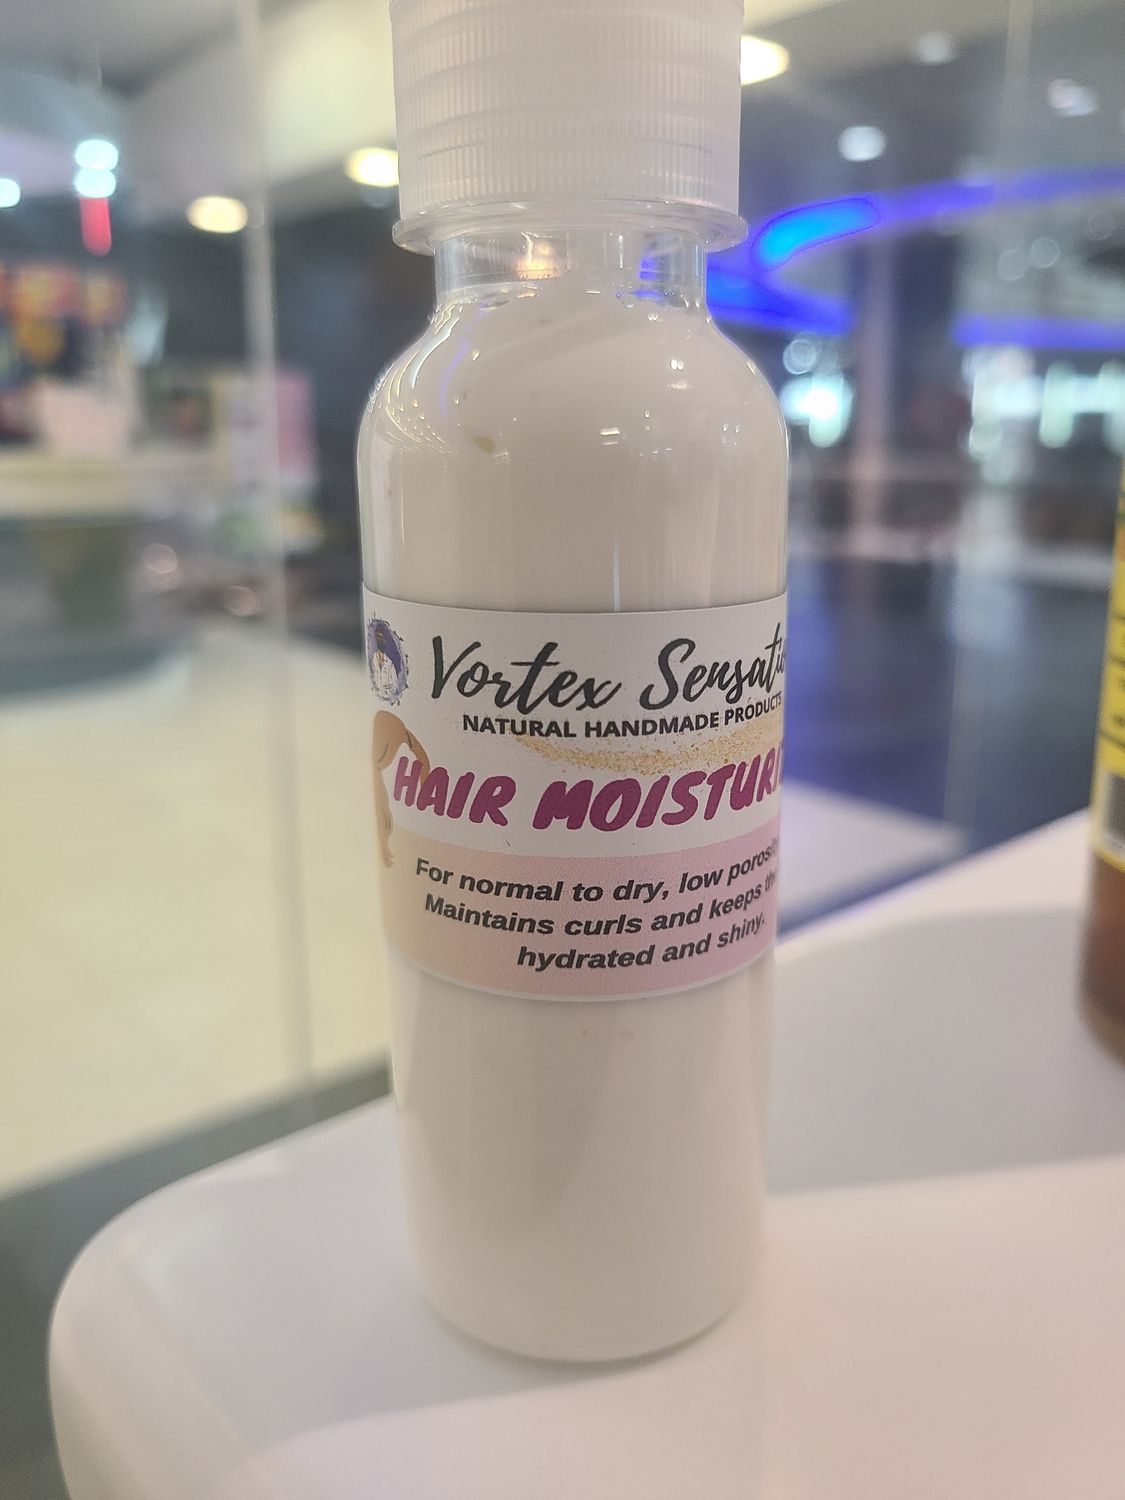 Vortex Sensati
NATURAL HANDMADE PRODUCTS
HAIR MOISTURI
For normal to dry, low porosity
Maintains curls and keeps th
hydrated and shiny.